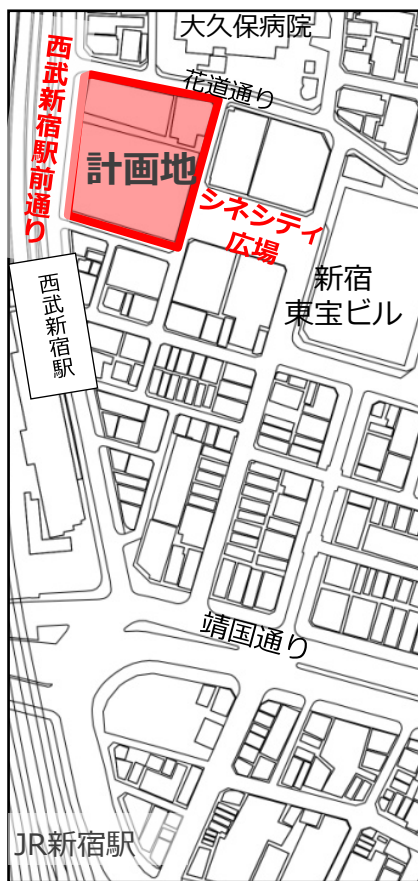 大久保病院
花道通り
西武新宿駅前通り
計画地
シネシティ
広場
新宿
東宝ビル
西武新宿駅
靖国通り
JR新宿駅